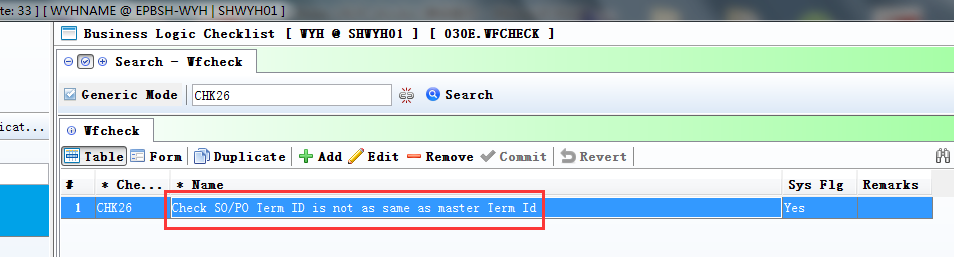 te: 33 ] [ WYHNAME @ EPBSH-WYH | SHWYH01 ]
Business Logic Checklist [ WYH @ SHWYH01 ] [ 030E.WFCHECK ]
Search - Wfcheck
Generic Mode CHK26 Search
icat...
Wfcheck
Table Form Duplicate Add Edit Remove Commit Revert
# * Che... * Name Sys Flg Remarks
1 CHK26 Check SO/PO Term ID is not as same as master Term Id Yes